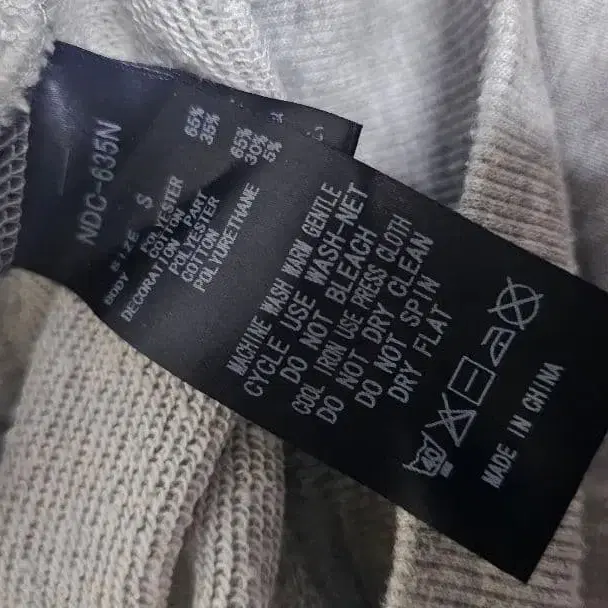 NDC-635N
SIZE S
BODY POLYESTER 65%
COTTON 35%
DECORATION PART
POLYESTER 65%
COTTON 30%
POLYURETHANE 5%
MACHINE WASH WARM GENTLE
CYCLE USE WASH-NET
DO NOT BLEACH
COOL IRON USE PRESS CLOTH
DO NOT DRY CLEAN
DO NOT SPIN
DRY FLAT
40
MADE IN CHINA